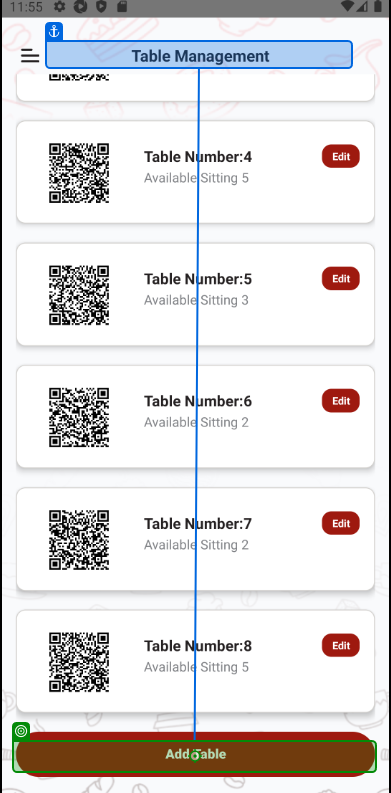 11:55
Table Management
Table Number:4
Edit
Available Sitting 5
Table Number:5
Edit
Available Sitting 3
Table Number:6
Edit
Available Sitting 2
Table Number:7
Edit
Available Sitting 2
Table Number:8
Edit
Available Sitting 5
Add Table